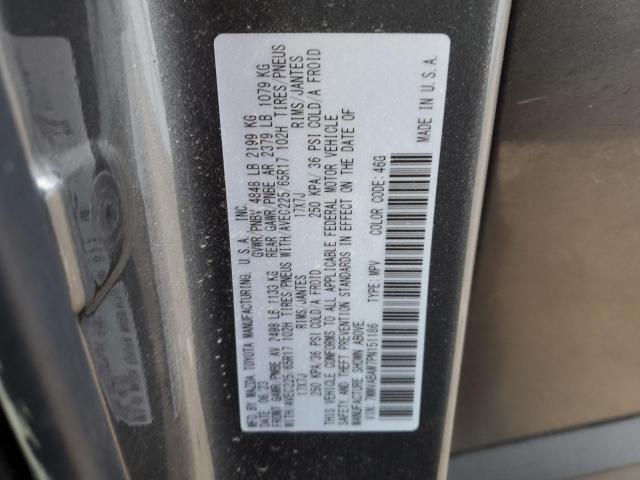 MFD BY MAZDA TOYOTA MANUFACTURING, U.S.A., INC.
DATE: 06 23 GVWR/PNBV 4848 LB 2199 KG
FRONT GAWR/PNBE AV 2498 LB 1133 KG REAR GAWR/PNBE AR 2379 LB 1079 KG
WITH/AVEC225/65R17 102H TIRES/PNEUS WITH/AVEC225/65R17 102H TIRES/PNEUS
17X7J RIMS/JANTES 17X7J RIMS/JANTES
250 KPA/36 PSI COLD/A FROID 250 KPA/ 36 PSI COLD/A FROID
THIS VEHICLE CONFORMS TO ALL APPLICABLE FEDERAL MOTOR VEHICLE
SAFETY AND THEFT PREVENTION STANDARDS IN EFFECT ON THE DATE OF
MANUFACTURE SHOWN ABOVE.
VIN: 7MMVABAM7PN151186 TYPE: MPV COLOR CODE: 46G
MADE IN U.S.A.